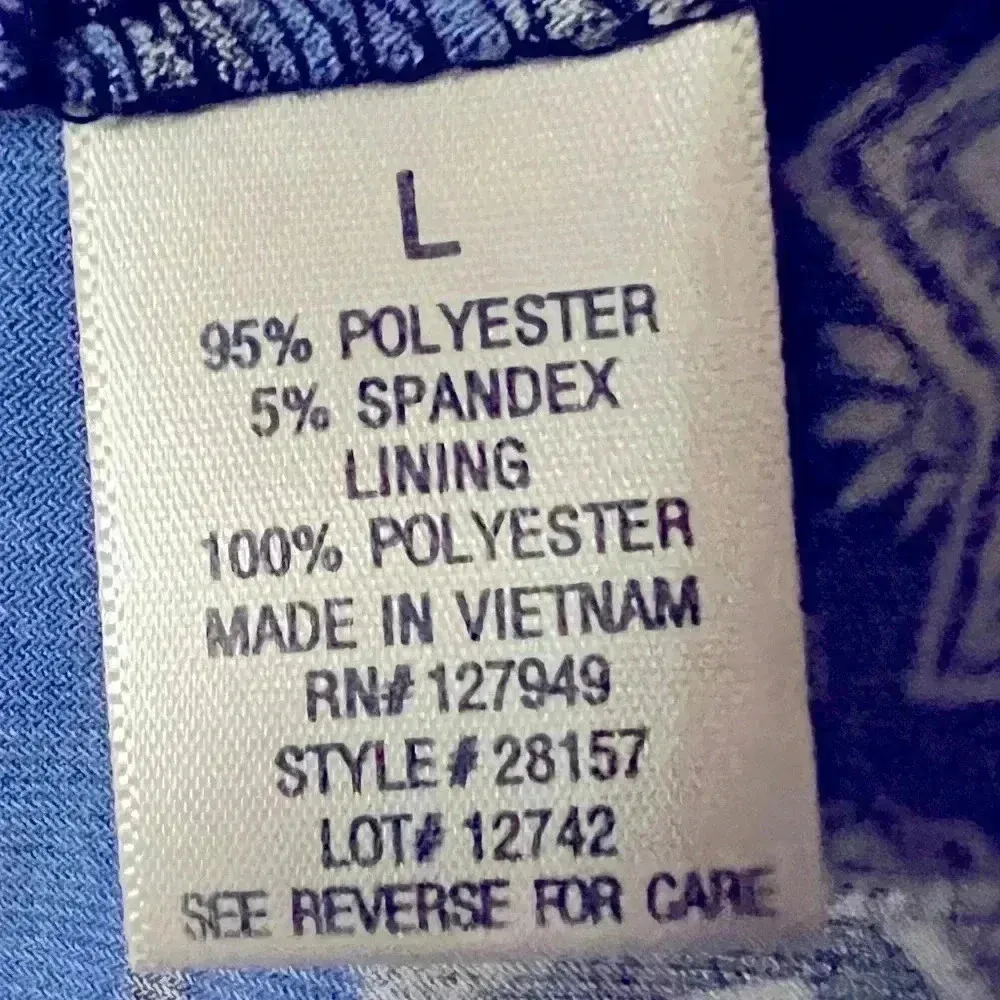 L
95% POLYESTER
5% SPANDEX
LINING
100% POLYESTER
MADE IN VIETNAM
RN# 127949
STYLE # 28157
LOT# 12742
SEE REVERSE FOR CARE